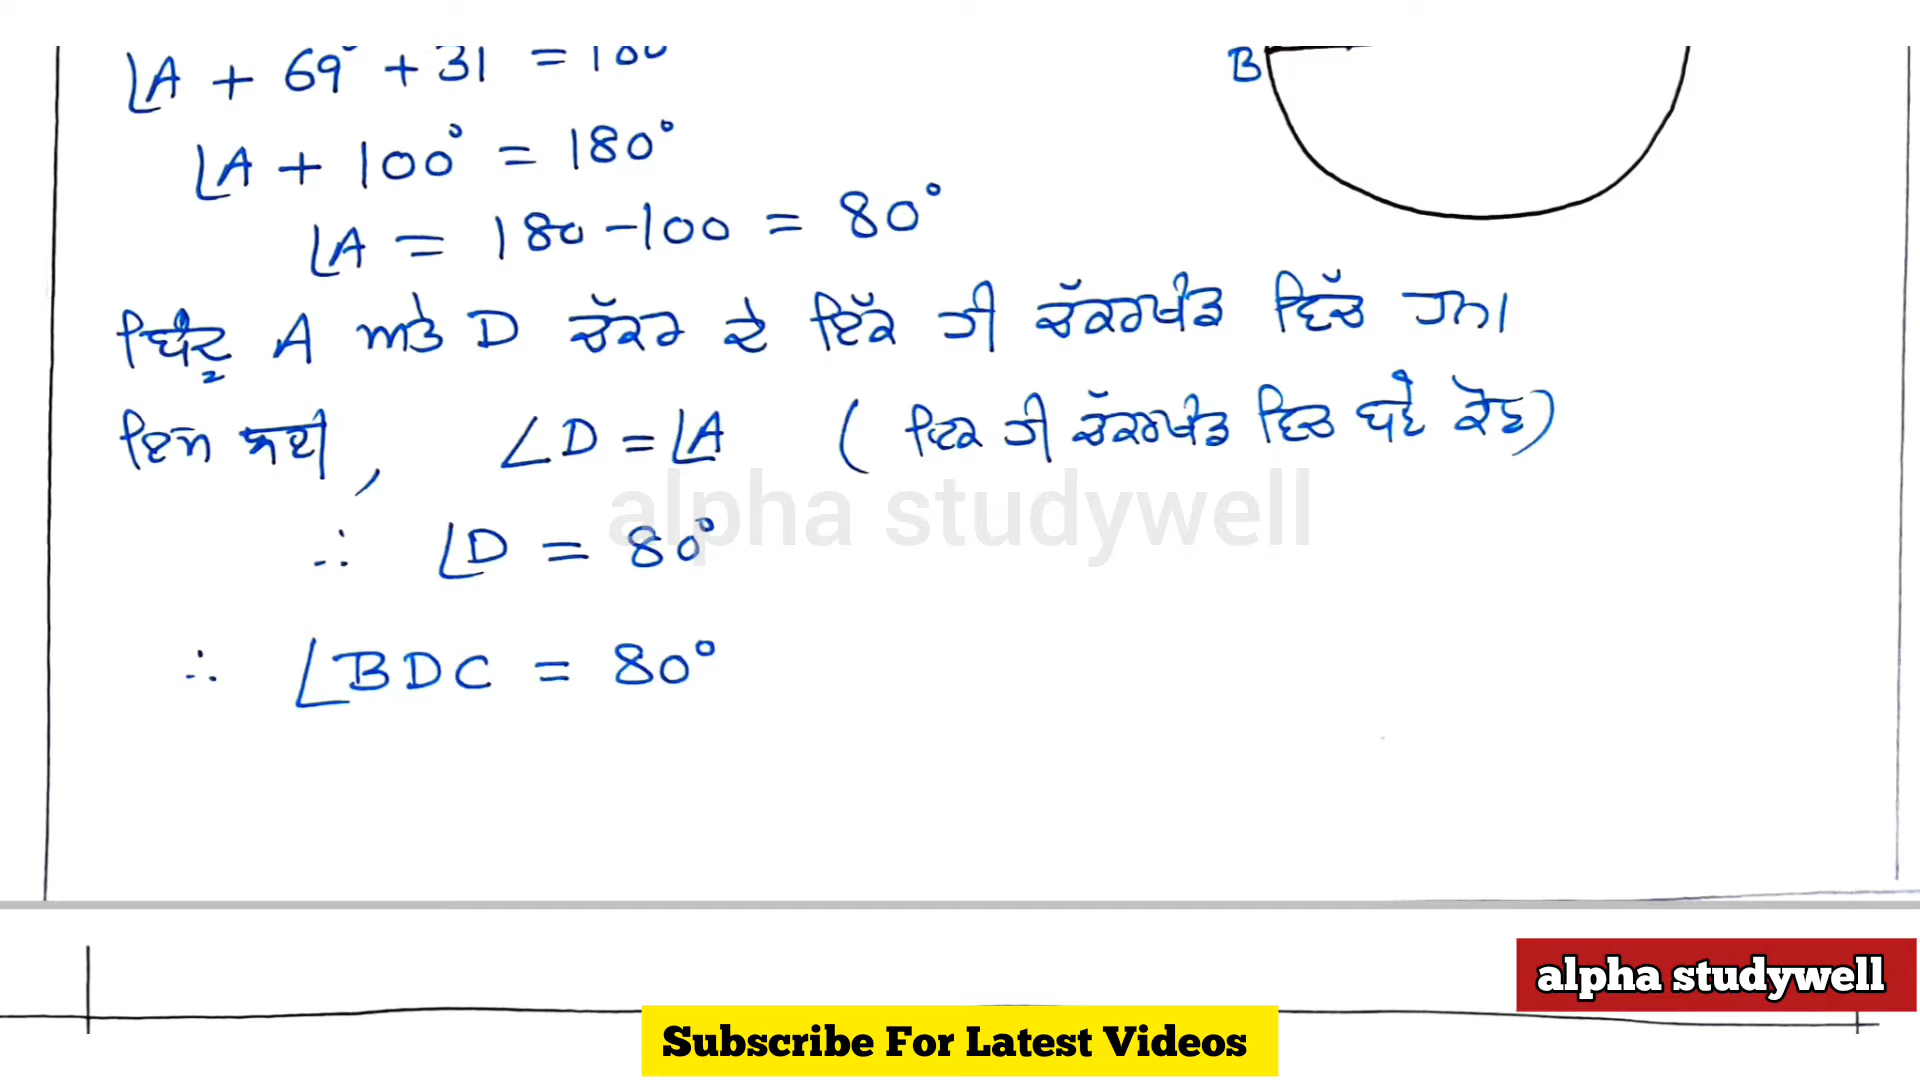 ∠A + 69° + 31 = 180
B
∠A + 100° = 180°
∠A = 180 - 100 = 80°
ਬਿੰਦੂ A ਅਤੇ D ਚੱਕਰ ਦੇ ਇੱਕ ਹੀ ਚੱਕਰਖੰਡ ਵਿੱਚ ਹਨ।
ਇਸ ਲਈ, ∠D = ∠A ( ਇਕ ਹੀ ਚੱਕਰਖੰਡ ਵਿਚ ਬਣੇ ਕੋਣ)
alpha studywell
∴ ∠D = 80°
∴ ∠BDC = 80°
alpha studywell
Subscribe For Latest Videos